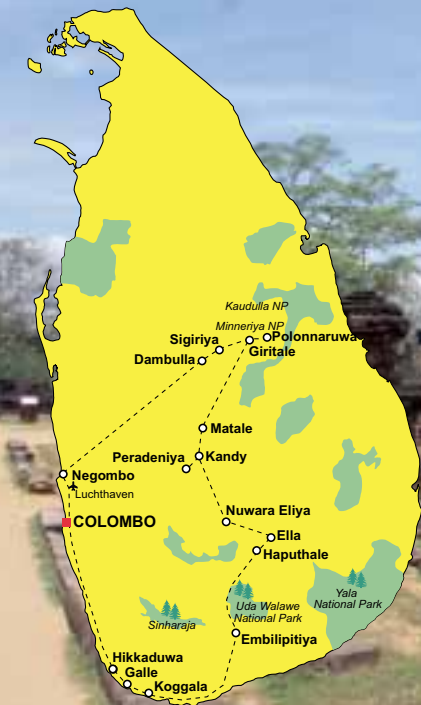 Kaudulla NP
Minneriya NP
Sigiriya
Polonnaruwa
Giritale
Dambulla
Matale
Peradeniya
Kandy
Negombo
Luchthaven
COLOMBO
Nuwara Eliya
Ella
Haputhale
Yala
National Park
Uda Walawe
National Park
Sinharaja
Embilipitiya
Hikkaduwa
Galle
Koggala